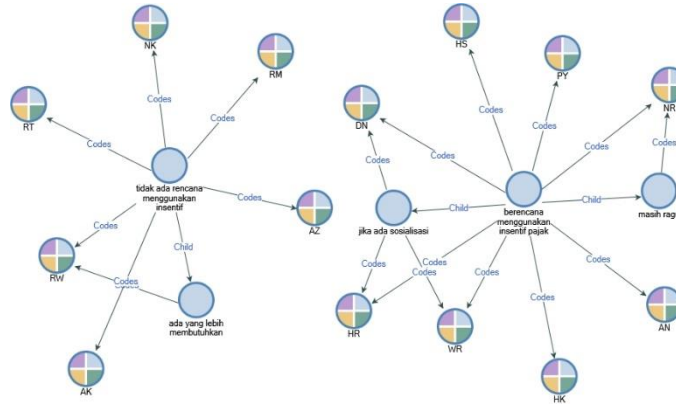 NK
HS
RM
PY
Codes
RT
Codes
Codes
DN
Codes
Codes
NR
Codes
Codes
Codes
Codes
Codes
tidak ada rencana
menggunakan
insentif
Codes
AZ
jika ada sosialisasi
Child
berencana
menggunakan
insentif pajak
Child
Codes
Child
Codes
Codes
Codes
Codes
Codes
Codes
RW
Codes
ada yang lebih
membutuhkan
HR
WR
Codes
AN
AK
HK